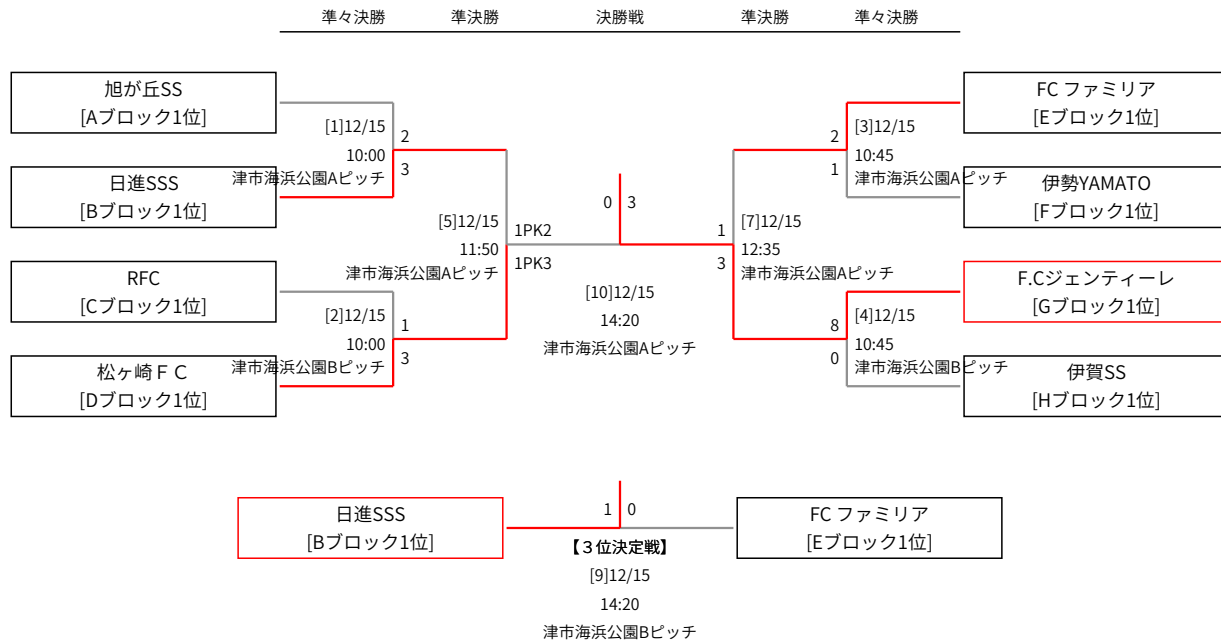 準々決勝 準決勝 決勝戦 準決勝 準々決勝
旭が丘SS
[Aブロック1位]
[1]12/15
2
10:00
3
津市海浜公園Aピッチ
日進SSS
[Bブロック1位]
[5]12/15
1PK2
11:50
1PK3
津市海浜公園Aピッチ
RFC
[Cブロック1位]
[2]12/15
1
10:00
3
津市海浜公園Bピッチ
松ヶ崎ＦＣ
[Dブロック1位]
0 3
[10]12/15
14:20
津市海浜公園Aピッチ
FC ファミリア
[Eブロック1位]
2
[3]12/15
10:45
1
津市海浜公園Aピッチ
伊勢YAMATO
[Fブロック1位]
1
[7]12/15
12:35
3
津市海浜公園Aピッチ
F.Cジェンティーレ
[Gブロック1位]
8
[4]12/15
10:45
0
津市海浜公園Bピッチ
伊賀SS
[Hブロック1位]
日進SSS
[Bブロック1位]
1 0
FC ファミリア
[Eブロック1位]
【３位決定戦】
[9]12/15
14:20
津市海浜公園Bピッチ